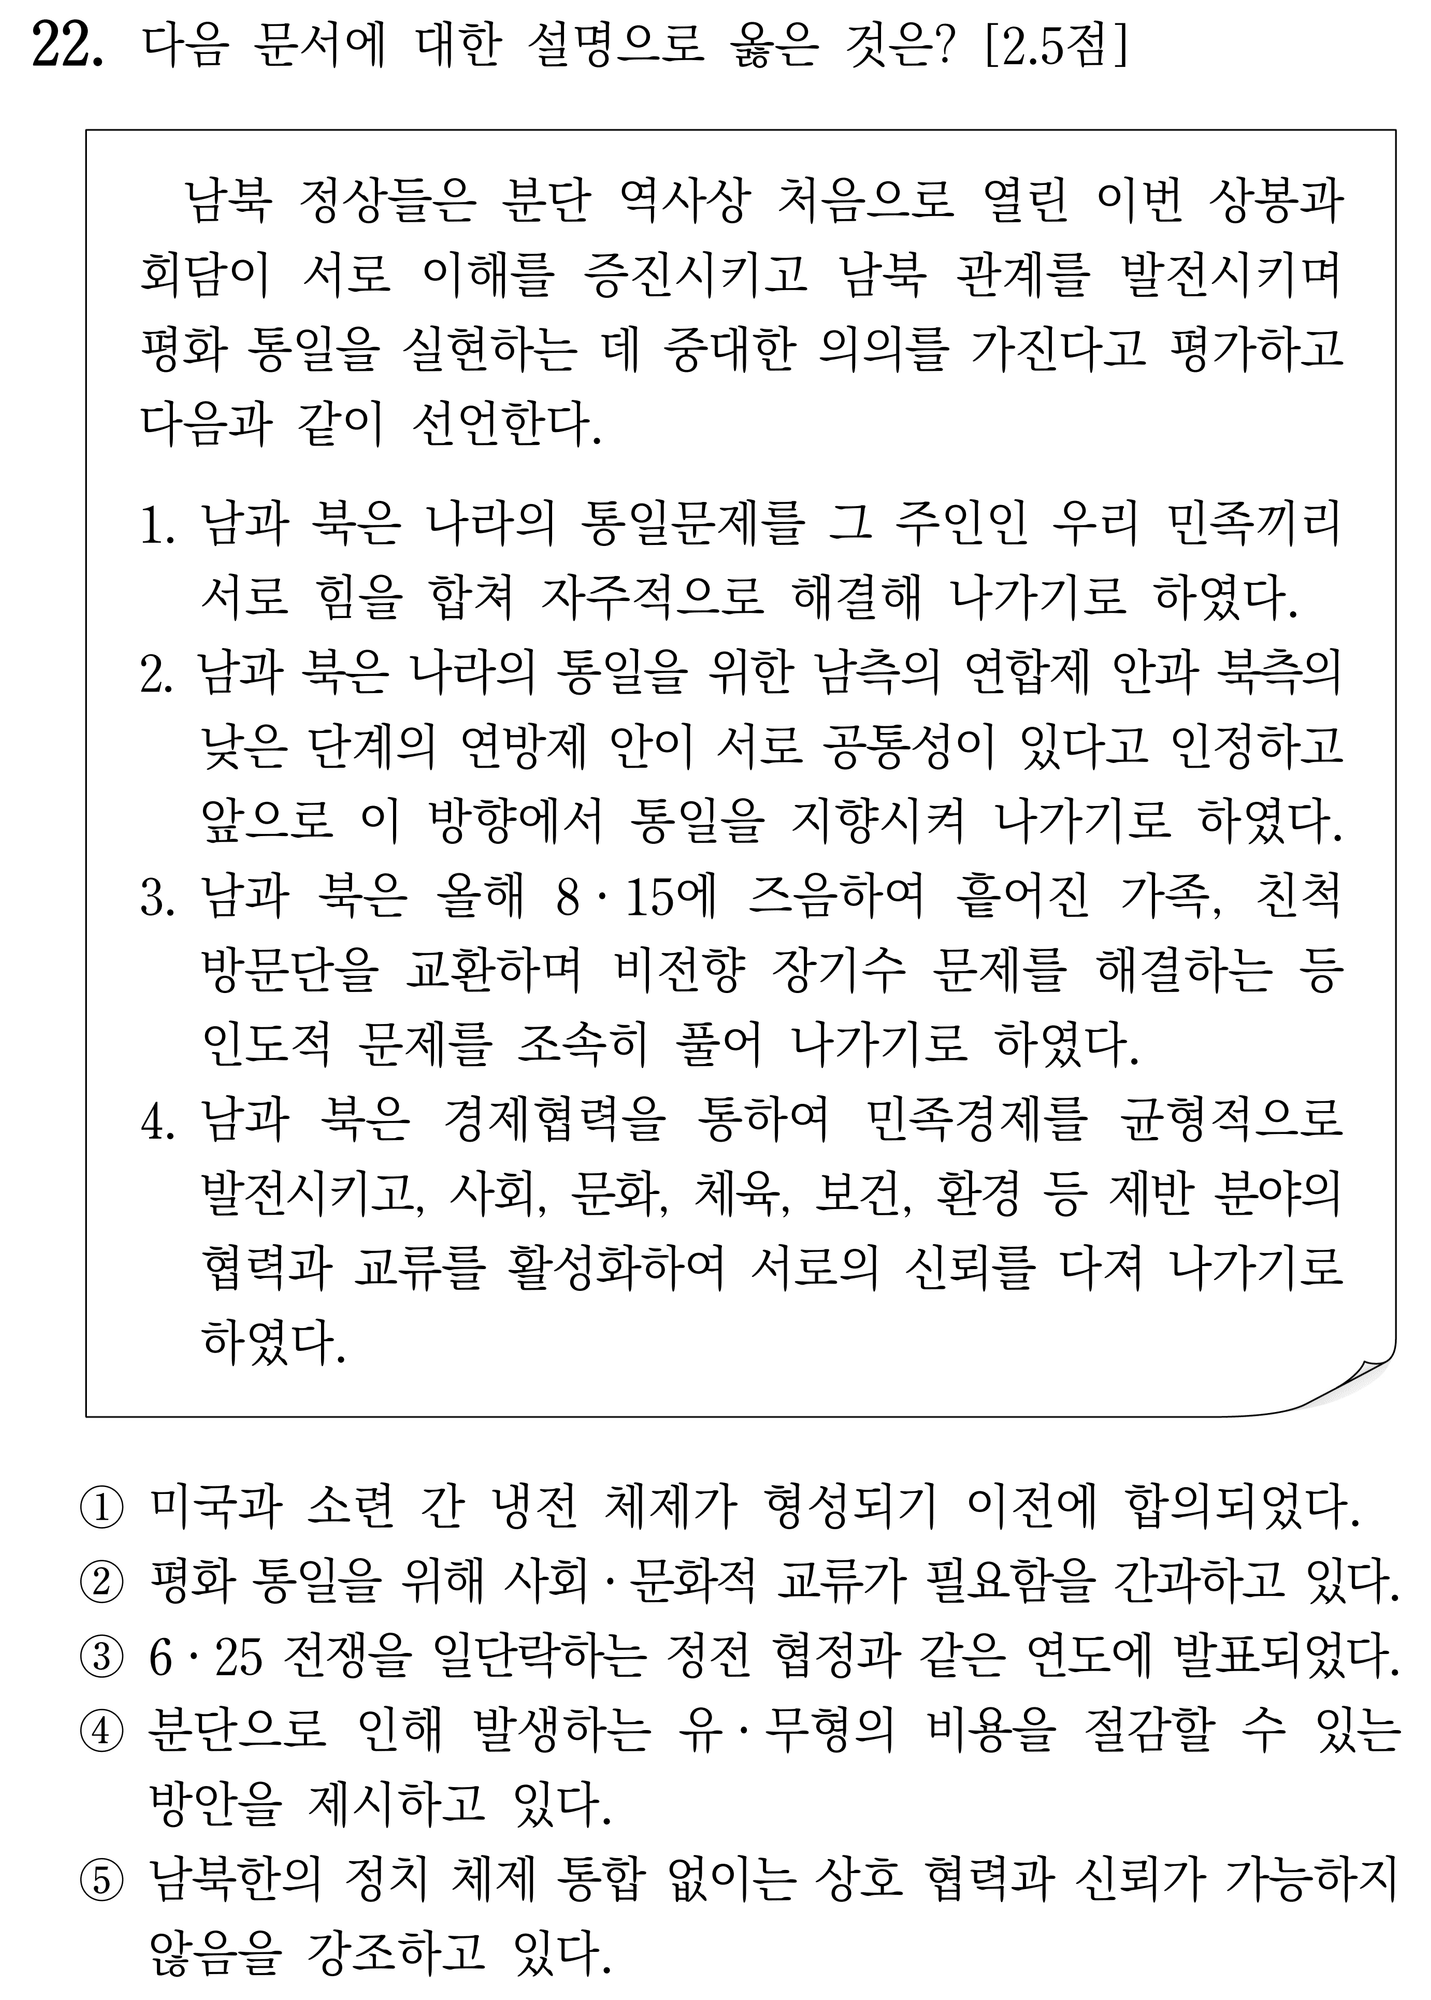 22. 다음 문서에 대한 설명으로 옳은 것은? [2.5점]
남북 정상들은 분단 역사상 처음으로 열린 이번 상봉과
회담이 서로 이해를 증진시키고 남북 관계를 발전시키며
평화 통일을 실현하는 데 중대한 의의를 가진다고 평가하고
다음과 같이 선언한다.
1. 남과 북은 나라의 통일문제를 그 주인인 우리 민족끼리
서로 힘을 합쳐 자주적으로 해결해 나가기로 하였다.
2. 남과 북은 나라의 통일을 위한 남측의 연합제 안과 북측의
낮은 단계의 연방제 안이 서로 공통성이 있다고 인정하고
앞으로 이 방향에서 통일을 지향시켜 나가기로 하였다.
3. 남과 북은 올해 8·15에 즈음하여 흩어진 가족, 친척
방문단을 교환하며 비전향 장기수 문제를 해결하는 등
인도적 문제를 조속히 풀어 나가기로 하였다.
4. 남과 북은 경제협력을 통하여 민족경제를 균형적으로
발전시키고, 사회, 문화, 체육, 보건, 환경 등 제반 분야의
협력과 교류를 활성화하여 서로의 신뢰를 다져 나가기로
하였다.
① 미국과 소련 간 냉전 체제가 형성되기 이전에 합의되었다.
② 평화 통일을 위해 사회·문화적 교류가 필요함을 간과하고 있다.
③ 6·25 전쟁을 일단락하는 정전 협정과 같은 연도에 발표되었다.
④ 분단으로 인해 발생하는 유·무형의 비용을 절감할 수 있는
방안을 제시하고 있다.
⑤ 남북한의 정치 체제 통합 없이는 상호 협력과 신뢰가 가능하지
않음을 강조하고 있다.